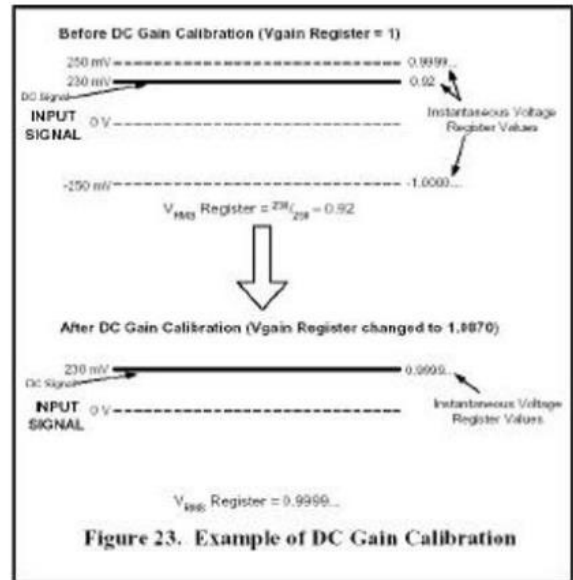 Before DC Gain Calibration (Vgain Register = 1)
250 mV 0.9999...
230 mV 0.92
DC Signal
INPUT SIGNAL 0 V
Instantaneous Voltage Register Values
-250 mV -1.0000...
VRMS Register = 230/250 = 0.92
After DC Gain Calibration (Vgain Register changed to 1.0870)
230 mV 0.9999...
DC Signal
INPUT SIGNAL 0 V
Instantaneous Voltage Register Values
VRMS Register = 0.9999...
Figure 23. Example of DC Gain Calibration